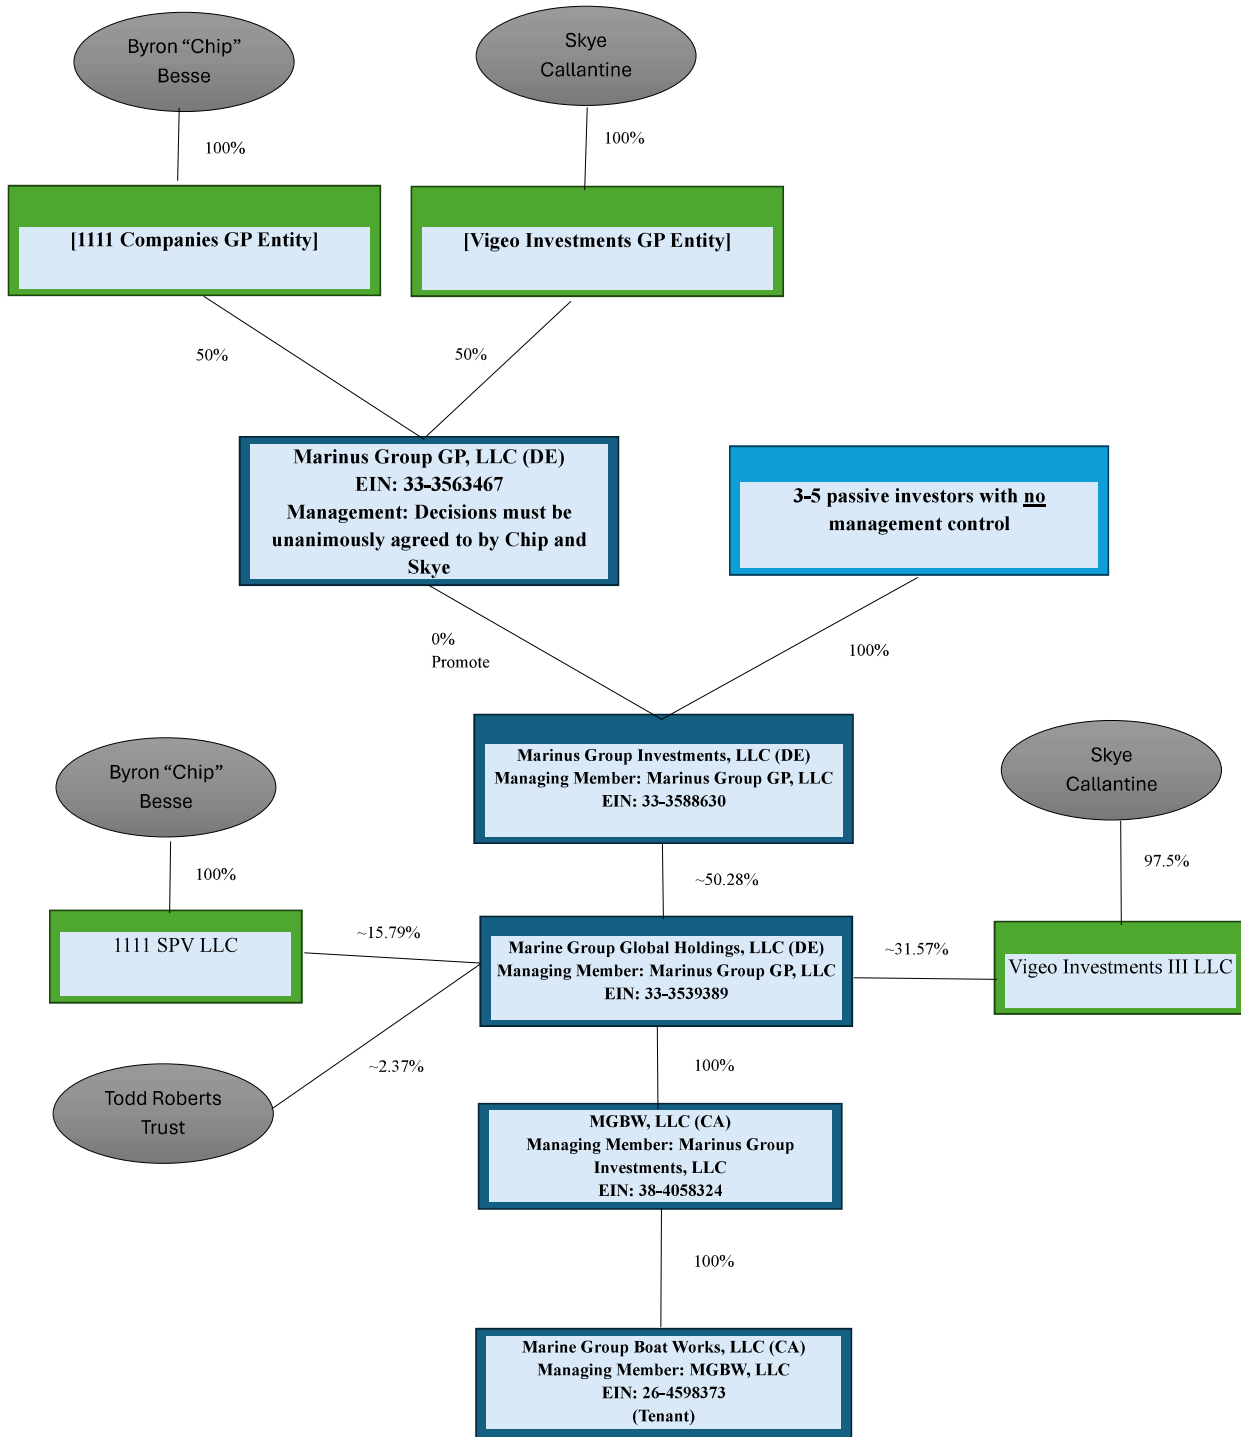 Byron “Chip”
Besse
Skye
Callantine
100%
100%
[1111 Companies GP Entity]
[Vigeo Investments GP Entity]
50%
50%
Marinus Group GP, LLC (DE)
EIN: 33-3563467
Management: Decisions must be
unanimously agreed to by Chip and
Skye
3-5 passive investors with no
management control
0%
Promote
100%
Marinus Group Investments, LLC (DE)
Managing Member: Marinus Group GP, LLC
EIN: 33-3588630
Byron “Chip”
Besse
Skye
Callantine
100%
~50.28%
97.5%
1111 SPV LLC
~15.79%
Marine Group Global Holdings, LLC (DE)
Managing Member: Marinus Group GP, LLC
EIN: 33-3539389
~31.57%
Vigeo Investments III LLC
~2.37%
100%
Todd Roberts
Trust
MGBW, LLC (CA)
Managing Member: Marinus Group
Investments, LLC
EIN: 38-4058324
100%
Marine Group Boat Works, LLC (CA)
Managing Member: MGBW, LLC
EIN: 26-4598373
(Tenant)